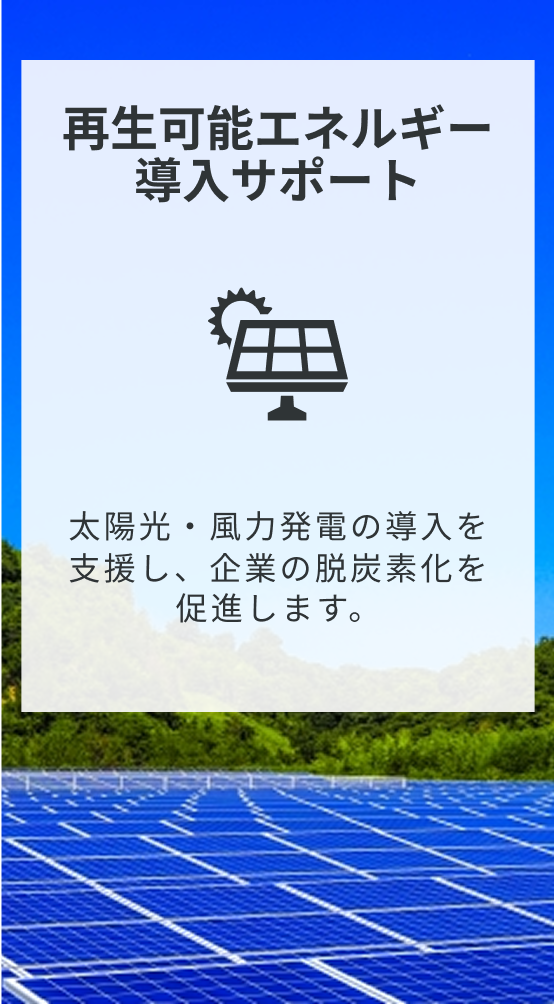 再生可能エネルギー
導入サポート
太陽光・風力発電の導入を
支援し、企業の脱炭素化を
促進します。